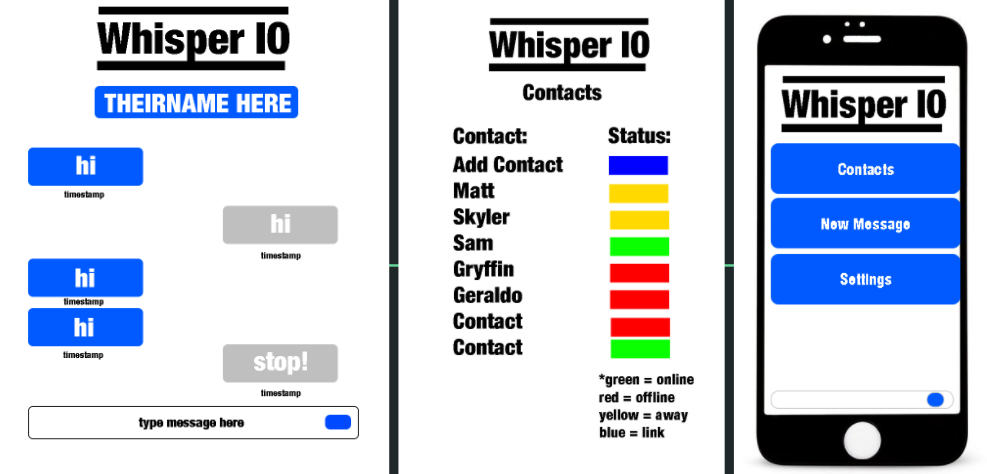 Whisper IO
THEIRNAME HERE
hi
timestamp
hi
timestamp
hi
timestamp
hi
timestamp
stop!
timestamp
type message here
Whisper IO
Contacts
Contact: Status:
Add Contact
Matt
Skyler
Sam
Gryffin
Geraldo
Contact
Contact
*green = online
red = offline
yellow = away
blue = link
Whisper IO
Contacts
New Message
Settings